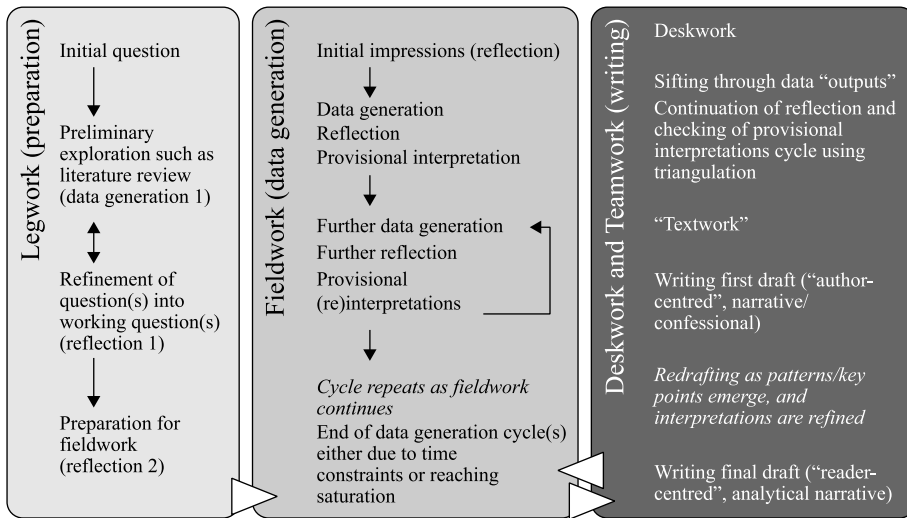 Legwork (preparation)
Initial question
Preliminary
exploration such as
literature review
(data generation 1)
Refinement of
question(s) into
working question(s)
(reflection 1)
Preparation for
fieldwork
(reflection 2)
Fieldwork (data generation)
Initial impressions (reflection)
Data generation
Reflection
Provisional interpretation
Further data generation
Further reflection
Provisional
(re)interpretations
Cycle repeats as fieldwork
continues
End of data generation cycle(s)
either due to time
constraints or reaching
saturation
Deskwork and Teamwork (writing)
Deskwork
Sifting through data “outputs”
Continuation of reflection and
checking of provisional
interpretations cycle using
triangulation
“Textwork”
Writing first draft (“author-
centred”, narrative/
confessional)
Redrafting as patterns/key
points emerge, and
interpretations are refined
Writing final draft (“reader-
centred”, analytical narrative)